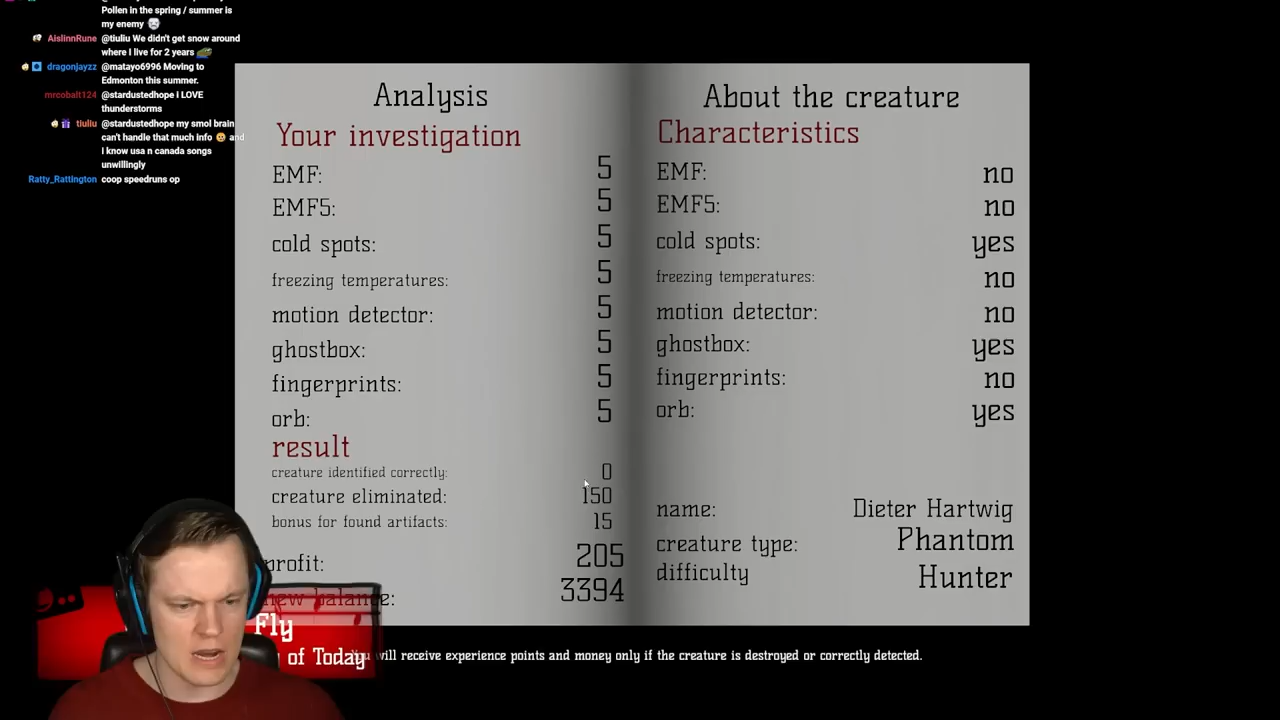 Pollen in the spring / summer is
my enemy
AislinnRune @tiuliu We didn't get snow around
where I live for 2 years
dragonjayzz @matayo6996 Moving to
Edmonton this summer.
mrcobalt124 @stardustedhope i LOVE
thunderstorms
tiuliu @stardustedhope my smol brain
can't handle that much info and
i know usa n canada songs
unwillingly
Ratty_Rattington coop speedruns op
Analysis
Your investigation
EMF: 5
EMF5: 5
cold spots: 5
freezing temperatures: 5
motion detector: 5
ghostbox: 5
fingerprints: 5
orb: 5
result
creature identified correctly: 0
creature eliminated: 150
bonus for found artifacts: 15
profit: 205
new balance: 3394
About the creature
Characteristics
EMF: no
EMF5: no
cold spots: yes
freezing temperatures: no
motion detector: no
ghostbox: yes
fingerprints: no
orb: yes
name: Dieter Hartwig
creature type: Phantom
difficulty Hunter
Fly
of Today
will receive experience points and money only if the creature is destroyed or correctly detected.